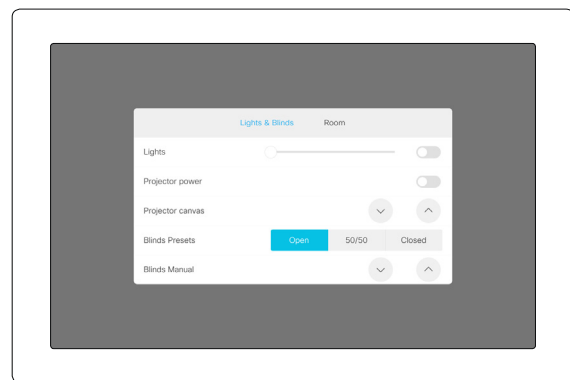 Lights & Blinds Room
Lights
Projector power
Projector canvas
Blinds Presets Open 50/50 Closed
Blinds Manual